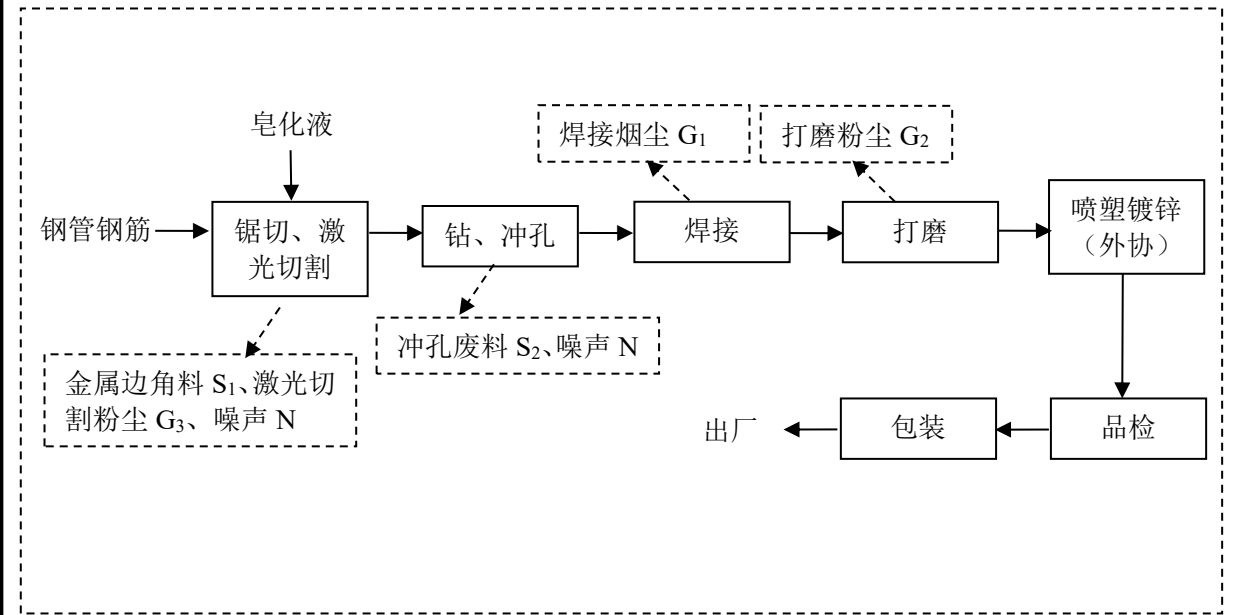 皂化液
焊接烟尘 G₁
打磨粉尘 G₂
钢管钢筋
锯切、激
光切割
钻、冲孔
焊接
打磨
喷塑镀锌
（外协）
金属边角料 S₁、激光切
割粉尘 G₃、噪声 N
冲孔废料 S₂、噪声 N
出厂
包装
品检